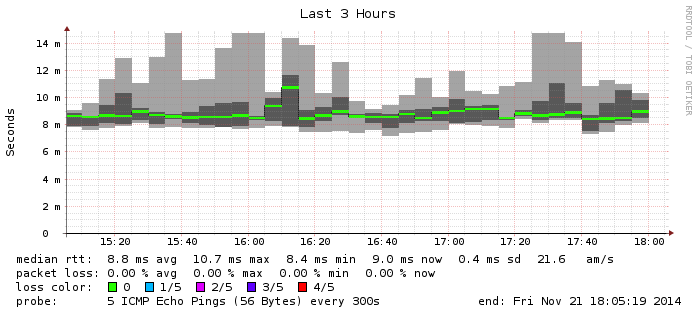 Last 3 Hours
RRDTOOL / TOBI OETIKER
Seconds
14 m
12 m
10 m
8 m
6 m
4 m
2 m
0
15:20 15:40 16:00 16:20 16:40 17:00 17:20 17:40 18:00
median rtt: 8.8 ms avg 10.7 ms max 8.4 ms min 9.0 ms now 0.4 ms sd 21.6 am/s
packet loss: 0.00 % avg 0.00 % max 0.00 % min 0.00 % now
loss color: 0 1/5 2/5 3/5 4/5
probe: 5 ICMP Echo Pings (56 Bytes) every 300s end: Fri Nov 21 18:05:19 2014